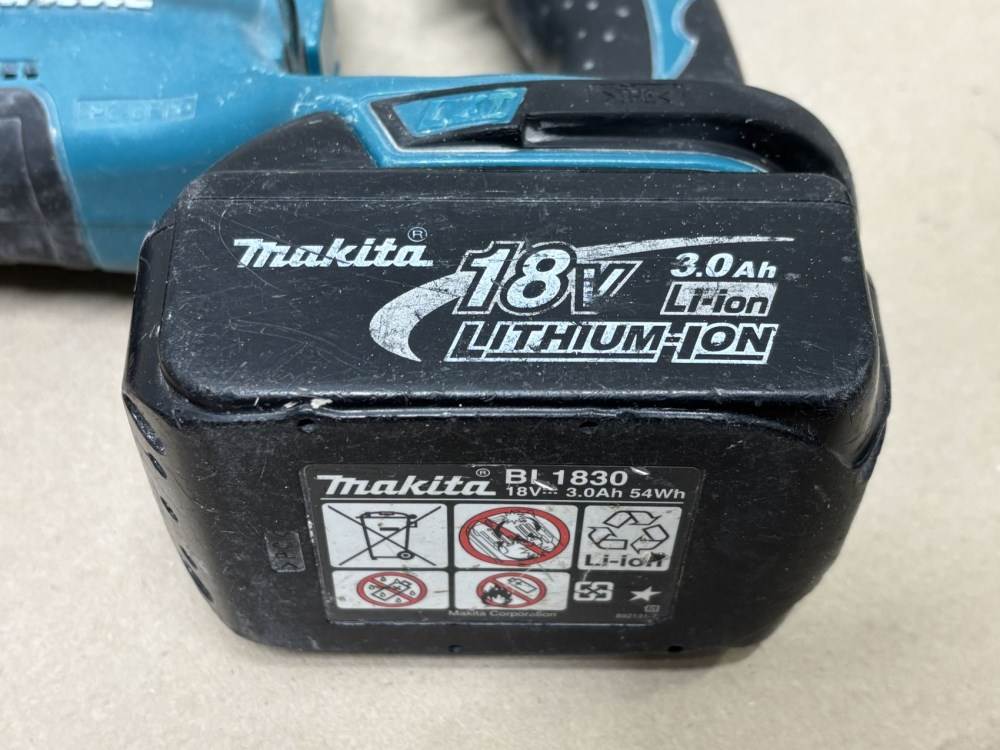 makita®
18V
3.0Ah
Li-ion
LITHIUM-ION
makita®
BL1830
18V⎓ 3.0Ah 54Wh
Li-ion
Makita Corporation